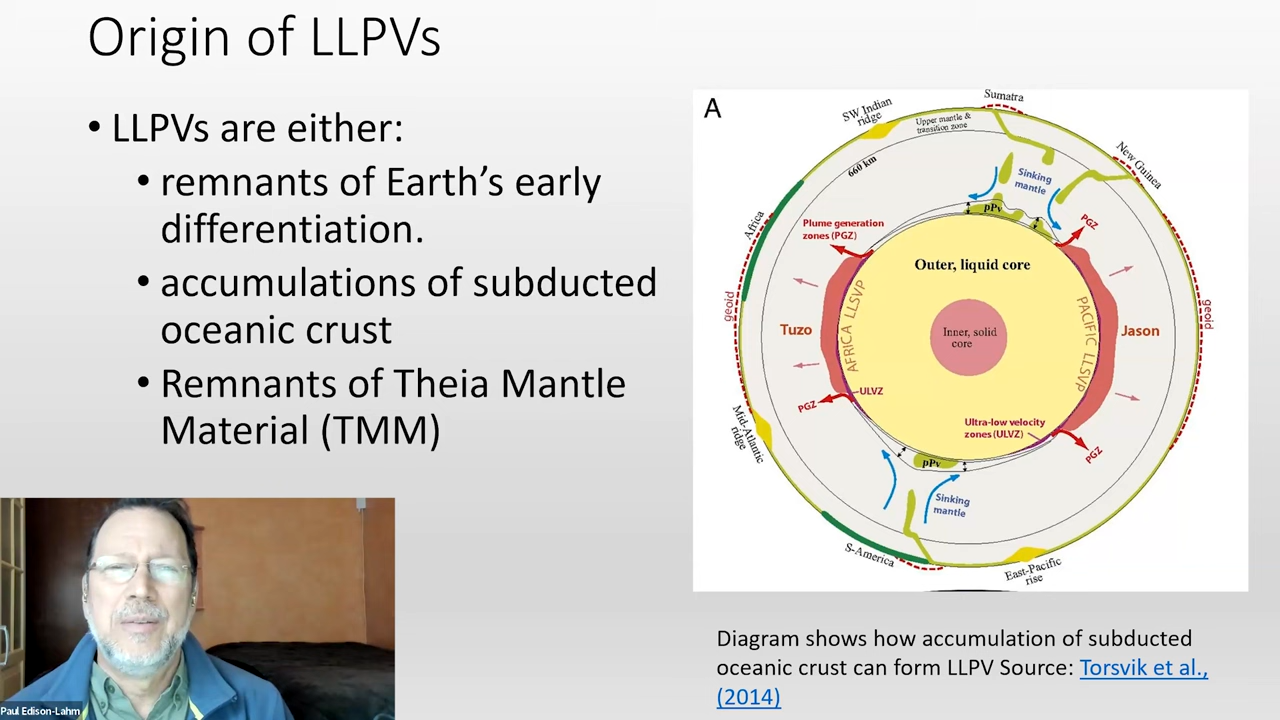 Origin of LLPVs
• LLPVs are either:
• remnants of Earth’s early
differentiation.
• accumulations of subducted
oceanic crust
• Remnants of Theia Mantle
Material (TMM)
A
Sumatra
SW Indian
ridge
Upper mantle &
transition zone
New Guinea
660 km
Sinking
mantle
Africa
pPv
PGZ
Plume generation
zones (PGZ)
Outer, liquid core
geoid
geoid
AFRICA LLSVP
PACIFIC LLSVP
Tuzo
Inner, solid
core
Jason
ULVZ
PGZ
Mid-Atlantic
ridge
Ultra-low velocity
zones (ULVZ)
PGZ
pPv
Sinking
mantle
S-America
East-Pacific
rise
Diagram shows how accumulation of subducted
oceanic crust can form LLPV Source: Torsvik et al.,
(2014)
Paul Edison-Lahm